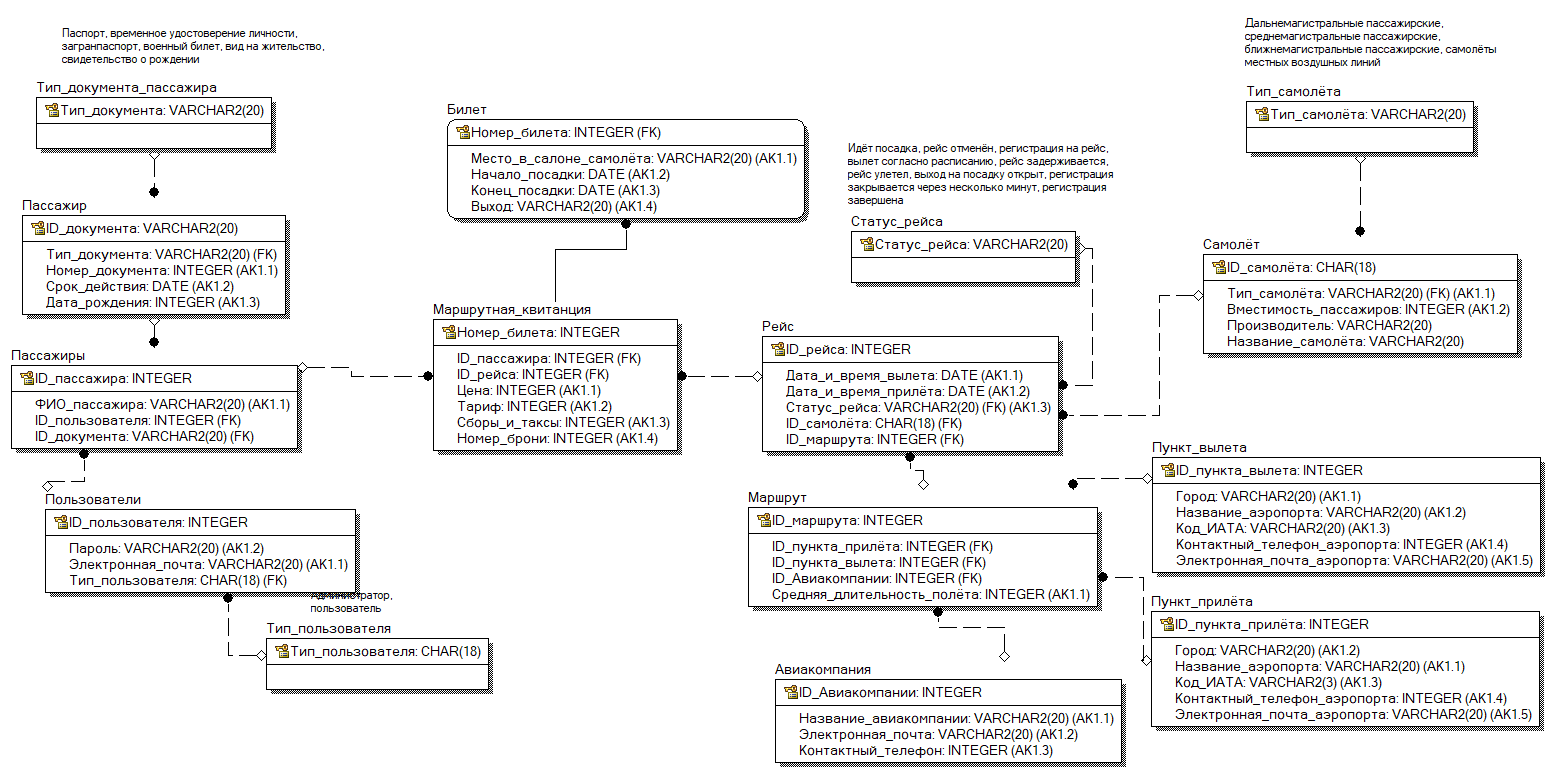 Паспорт, временное удостоверение личности,
загранпаспорт, военный билет, вид на жительство,
свидетельство о рождении
Тип_документа_пассажира
Тип_документа: VARCHAR2(20)
Пассажир
ID_документа: VARCHAR2(20)
Тип_документа: VARCHAR2(20) (FK)
Номер_документа: INTEGER (AK1.1)
Срок_действия: DATE (AK1.2)
Дата_рождения: INTEGER (AK1.3)
Пассажиры
ID_пассажира: INTEGER
ФИО_пассажира: VARCHAR2(20) (AK1.1)
ID_пользователя: INTEGER (FK)
ID_документа: VARCHAR2(20) (FK)
Пользователи
ID_пользователя: INTEGER
Пароль: VARCHAR2(20) (AK1.2)
Электронная_почта: VARCHAR2(20) (AK1.1)
Тип_пользователя: CHAR(18) (FK)
Администратор,
пользователь
Тип_пользователя
Тип_пользователя: CHAR(18)
Билет
Номер_билета: INTEGER (FK)
Место_в_салоне_самолёта: VARCHAR2(20) (AK1.1)
Начало_посадки: DATE (AK1.2)
Конец_посадки: DATE (AK1.3)
Выход: VARCHAR2(20) (AK1.4)
Маршрутная_квитанция
Номер_билета: INTEGER
ID_пассажира: INTEGER (FK)
ID_рейса: INTEGER (FK)
Цена: INTEGER (AK1.1)
Тариф: INTEGER (AK1.2)
Сборы_и_таксы: INTEGER (AK1.3)
Номер_брони: INTEGER (AK1.4)
Идёт посадка, рейс отменён, регистрация на рейс,
вылет согласно расписанию, рейс задерживается,
рейс улетел, выход на посадку открыт, регистрация
закрывается через несколько минут, регистрация
завершена
Статус_рейса
Статус_рейса: VARCHAR2(20)
Рейс
ID_рейса: INTEGER
Дата_и_время_вылета: DATE (AK1.1)
Дата_и_время_прилёта: DATE (AK1.2)
Статус_рейса: VARCHAR2(20) (FK) (AK1.3)
ID_самолёта: CHAR(18) (FK)
ID_маршрута: INTEGER (FK)
Маршрут
ID_маршрута: INTEGER
ID_пункта_прилёта: INTEGER (FK)
ID_пункта_вылета: INTEGER (FK)
ID_Авиакомпании: INTEGER (FK)
Средняя_длительность_полёта: INTEGER (AK1.1)
Авиакомпания
ID_Авиакомпании: INTEGER
Название_авиакомпании: VARCHAR2(20) (AK1.1)
Электронная_почта: VARCHAR2(20) (AK1.2)
Контактный_телефон: INTEGER (AK1.3)
Дальнемагистральные пассажирские,
среднемагистральные пассажирские,
ближнемагистральные пассажирские, самолёты
местных воздушных линий
Тип_самолёта
Тип_самолёта: VARCHAR2(20)
Самолёт
ID_самолёта: CHAR(18)
Тип_самолёта: VARCHAR2(20) (FK) (AK1.1)
Вместимость_пассажиров: INTEGER (AK1.2)
Производитель: VARCHAR2(20)
Название_самолёта: VARCHAR2(20)
Пункт_вылета
ID_пункта_вылета: INTEGER
Город: VARCHAR2(20) (AK1.1)
Название_аэропорта: VARCHAR2(20) (AK1.2)
Код_ИАТА: VARCHAR2(20) (AK1.3)
Контактный_телефон_аэропорта: INTEGER (AK1.4)
Электронная_почта_аэропорта: VARCHAR2(20) (AK1.5)
Пункт_прилёта
ID_пункта_прилёта: INTEGER
Город: VARCHAR2(20) (AK1.2)
Название_аэропорта: VARCHAR2(20) (AK1.1)
Код_ИАТА: VARCHAR2(3) (AK1.3)
Контактный_телефон_аэропорта: INTEGER (AK1.4)
Электронная_почта_аэропорта: VARCHAR2(20) (AK1.5)